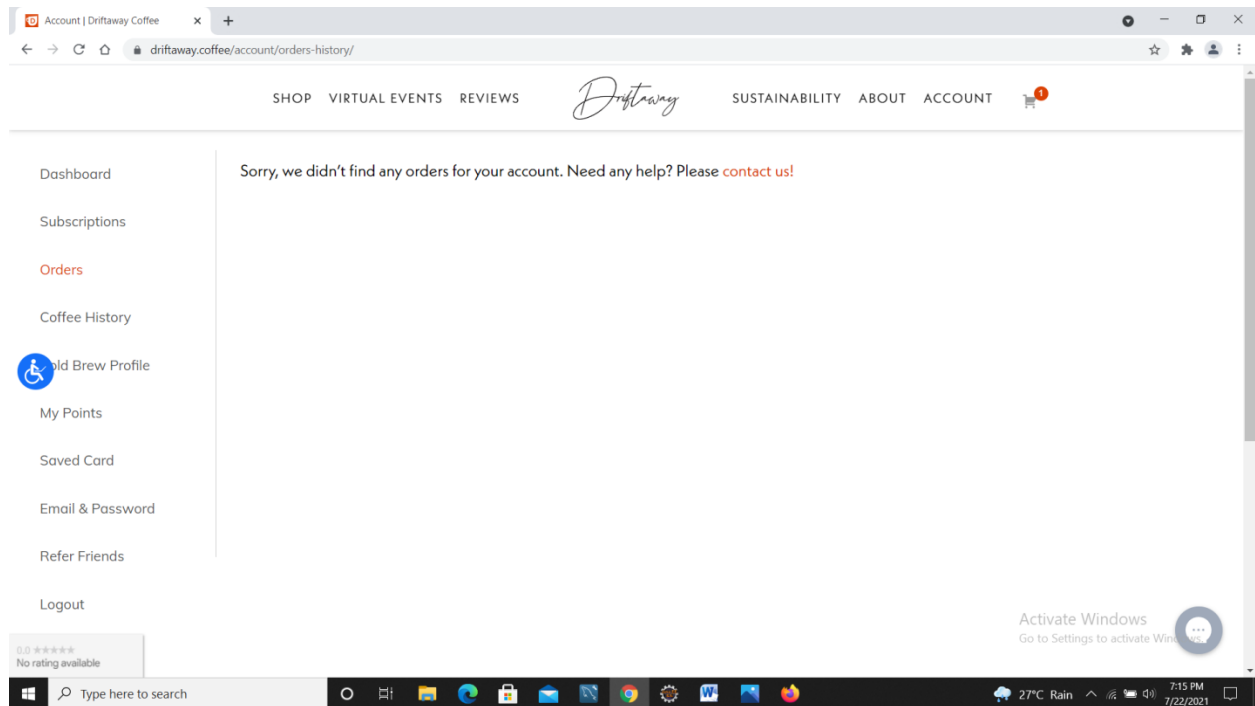 Account | Driftaway Coffee
driftaway.coffee/account/orders-history/
SHOP VIRTUAL EVENTS REVIEWS Driftaway SUSTAINABILITY ABOUT ACCOUNT 1
Dashboard
Sorry, we didn't find any orders for your account. Need any help? Please contact us!
Subscriptions
Orders
Coffee History
old Brew Profile
My Points
Saved Card
Email & Password
Refer Friends
Logout
Activate Windows
Go to Settings to activate
0.0 ★★★★★
No rating available
Type here to search
27°C Rain
7:15 PM
7/22/2021